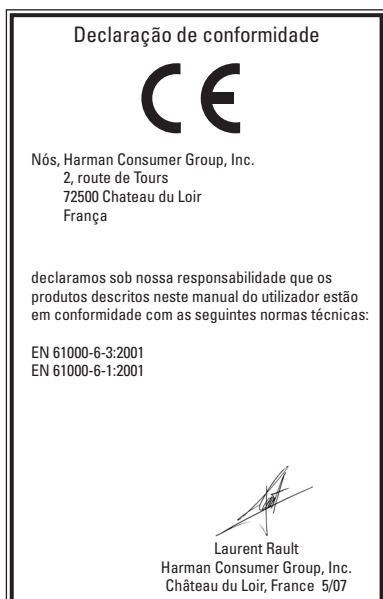 Declaração de conformidade
CE
Nós, Harman Consumer Group, Inc.
2, route de Tours
72500 Chateau du Loir
França
declaramos sob nossa responsabilidade que os
produtos descritos neste manual do utilizador estão
em conformidade com as seguintes normas técnicas:
EN 61000-6-3:2001
EN 61000-6-1:2001
Laurent Rault
Harman Consumer Group, Inc.
Château du Loir, France 5/07